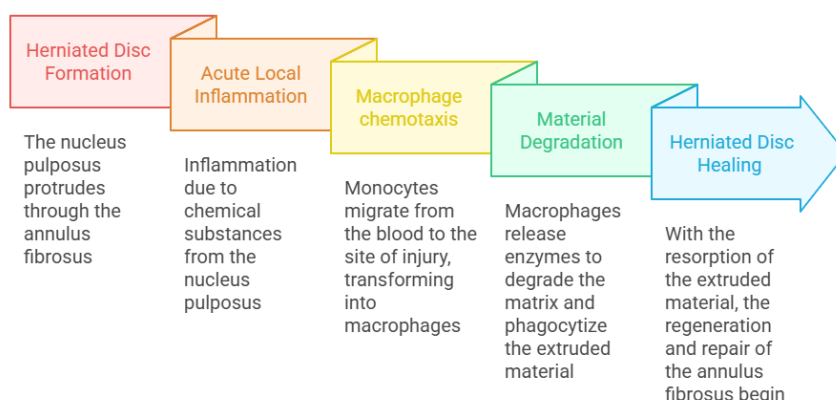 Herniated Disc
Formation
The nucleus
pulposus
protrudes
through the
annulus
fibrosus
Acute Local
Inflammation
Inflammation
due to
chemical
substances
from the
nucleus
pulposus
Macrophage
chemotaxis
Monocytes
migrate from
the blood to the
site of injury,
transforming
into
macrophages
Material
Degradation
Macrophages
release
enzymes to
degrade the
matrix and
phagocytize
the extruded
material
Herniated Disc
Healing
With the
resorption of
the extruded
material, the
regeneration
and repair of
the annulus
fibrosus begin